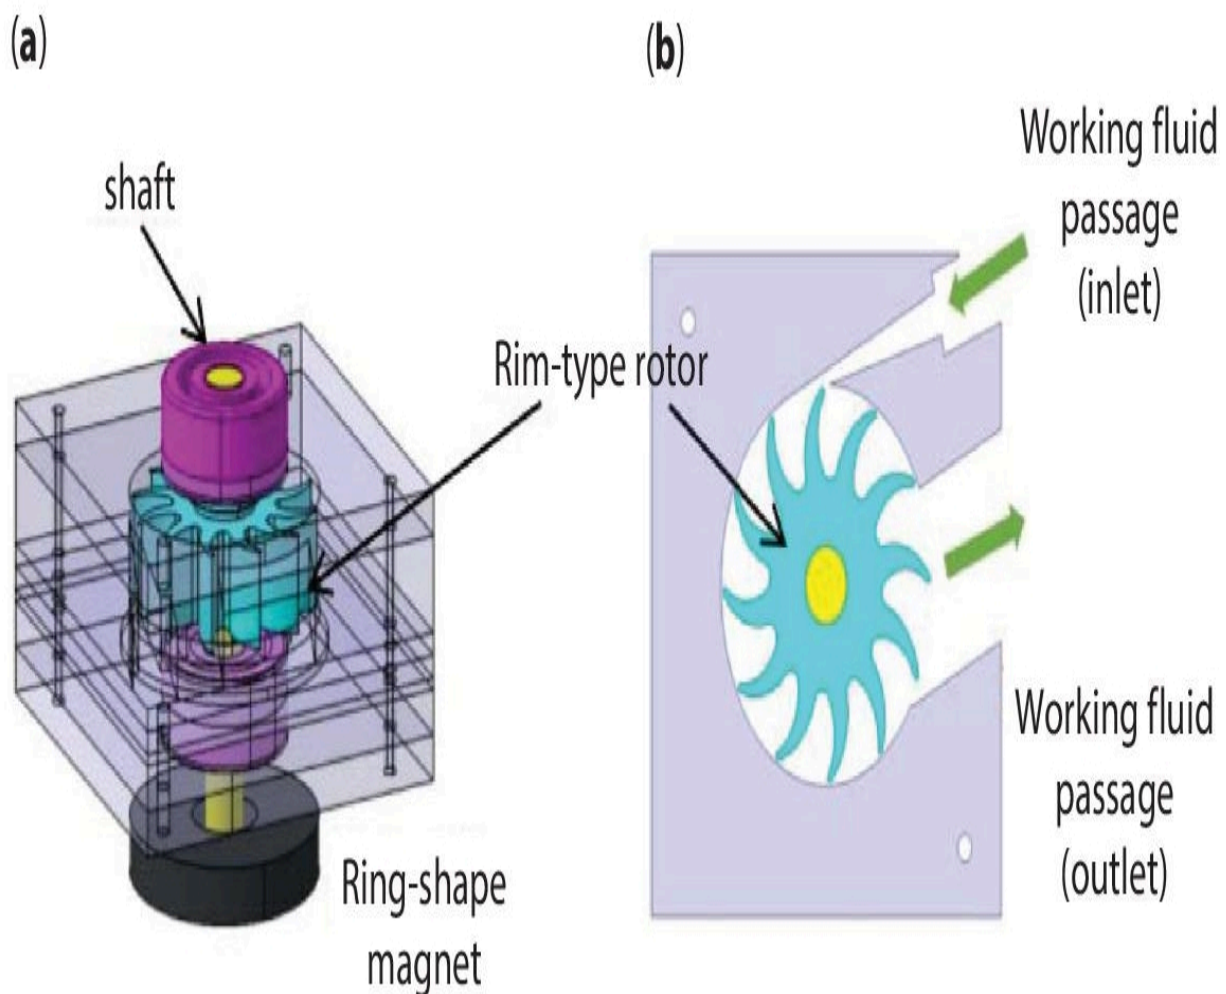 (a)
shaft
Rim-type rotor
Ring-shape
magnet
(b)
Working fluid
passage
(inlet)
Working fluid
passage
(outlet)